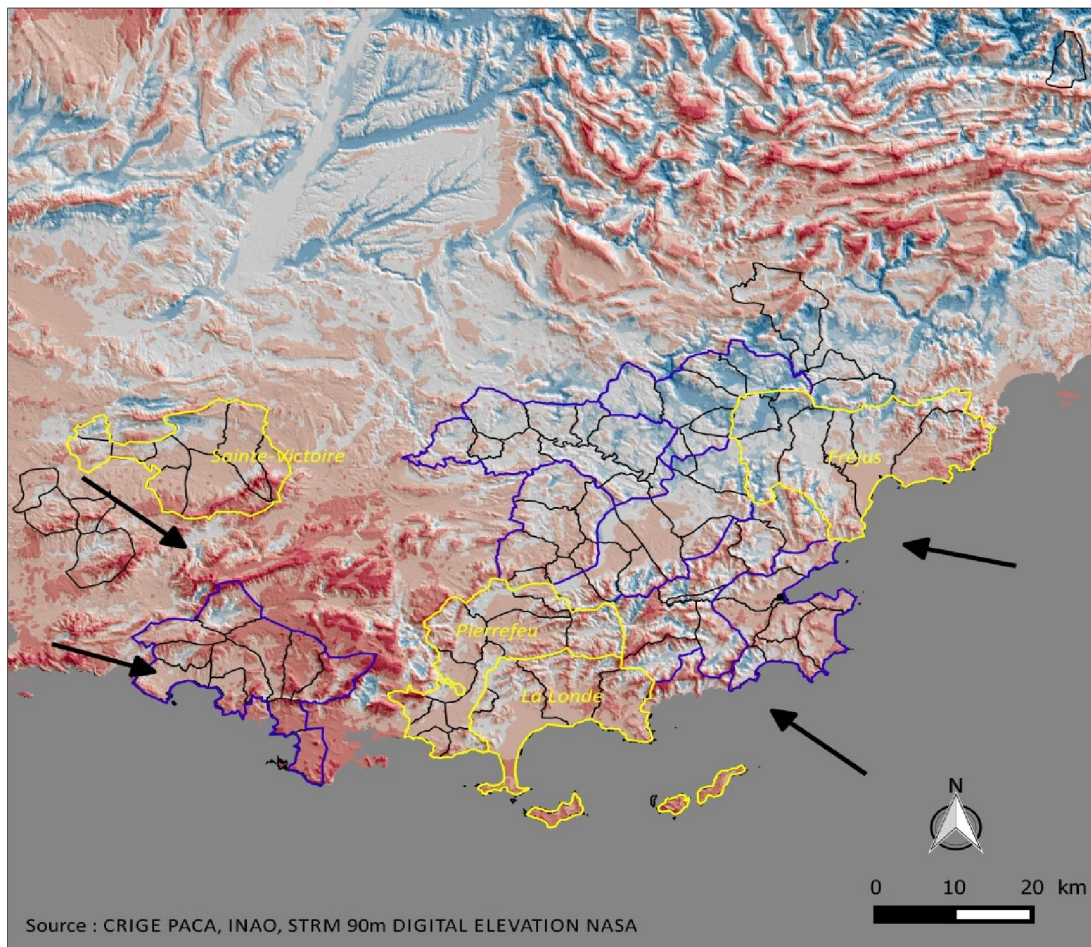 Sainte-Victoire
Fréjus
Pierrefeu
La Londe
N
0 10 20 km
Source : CRIGE PACA, INAO, STRM 90m DIGITAL ELEVATION NASA